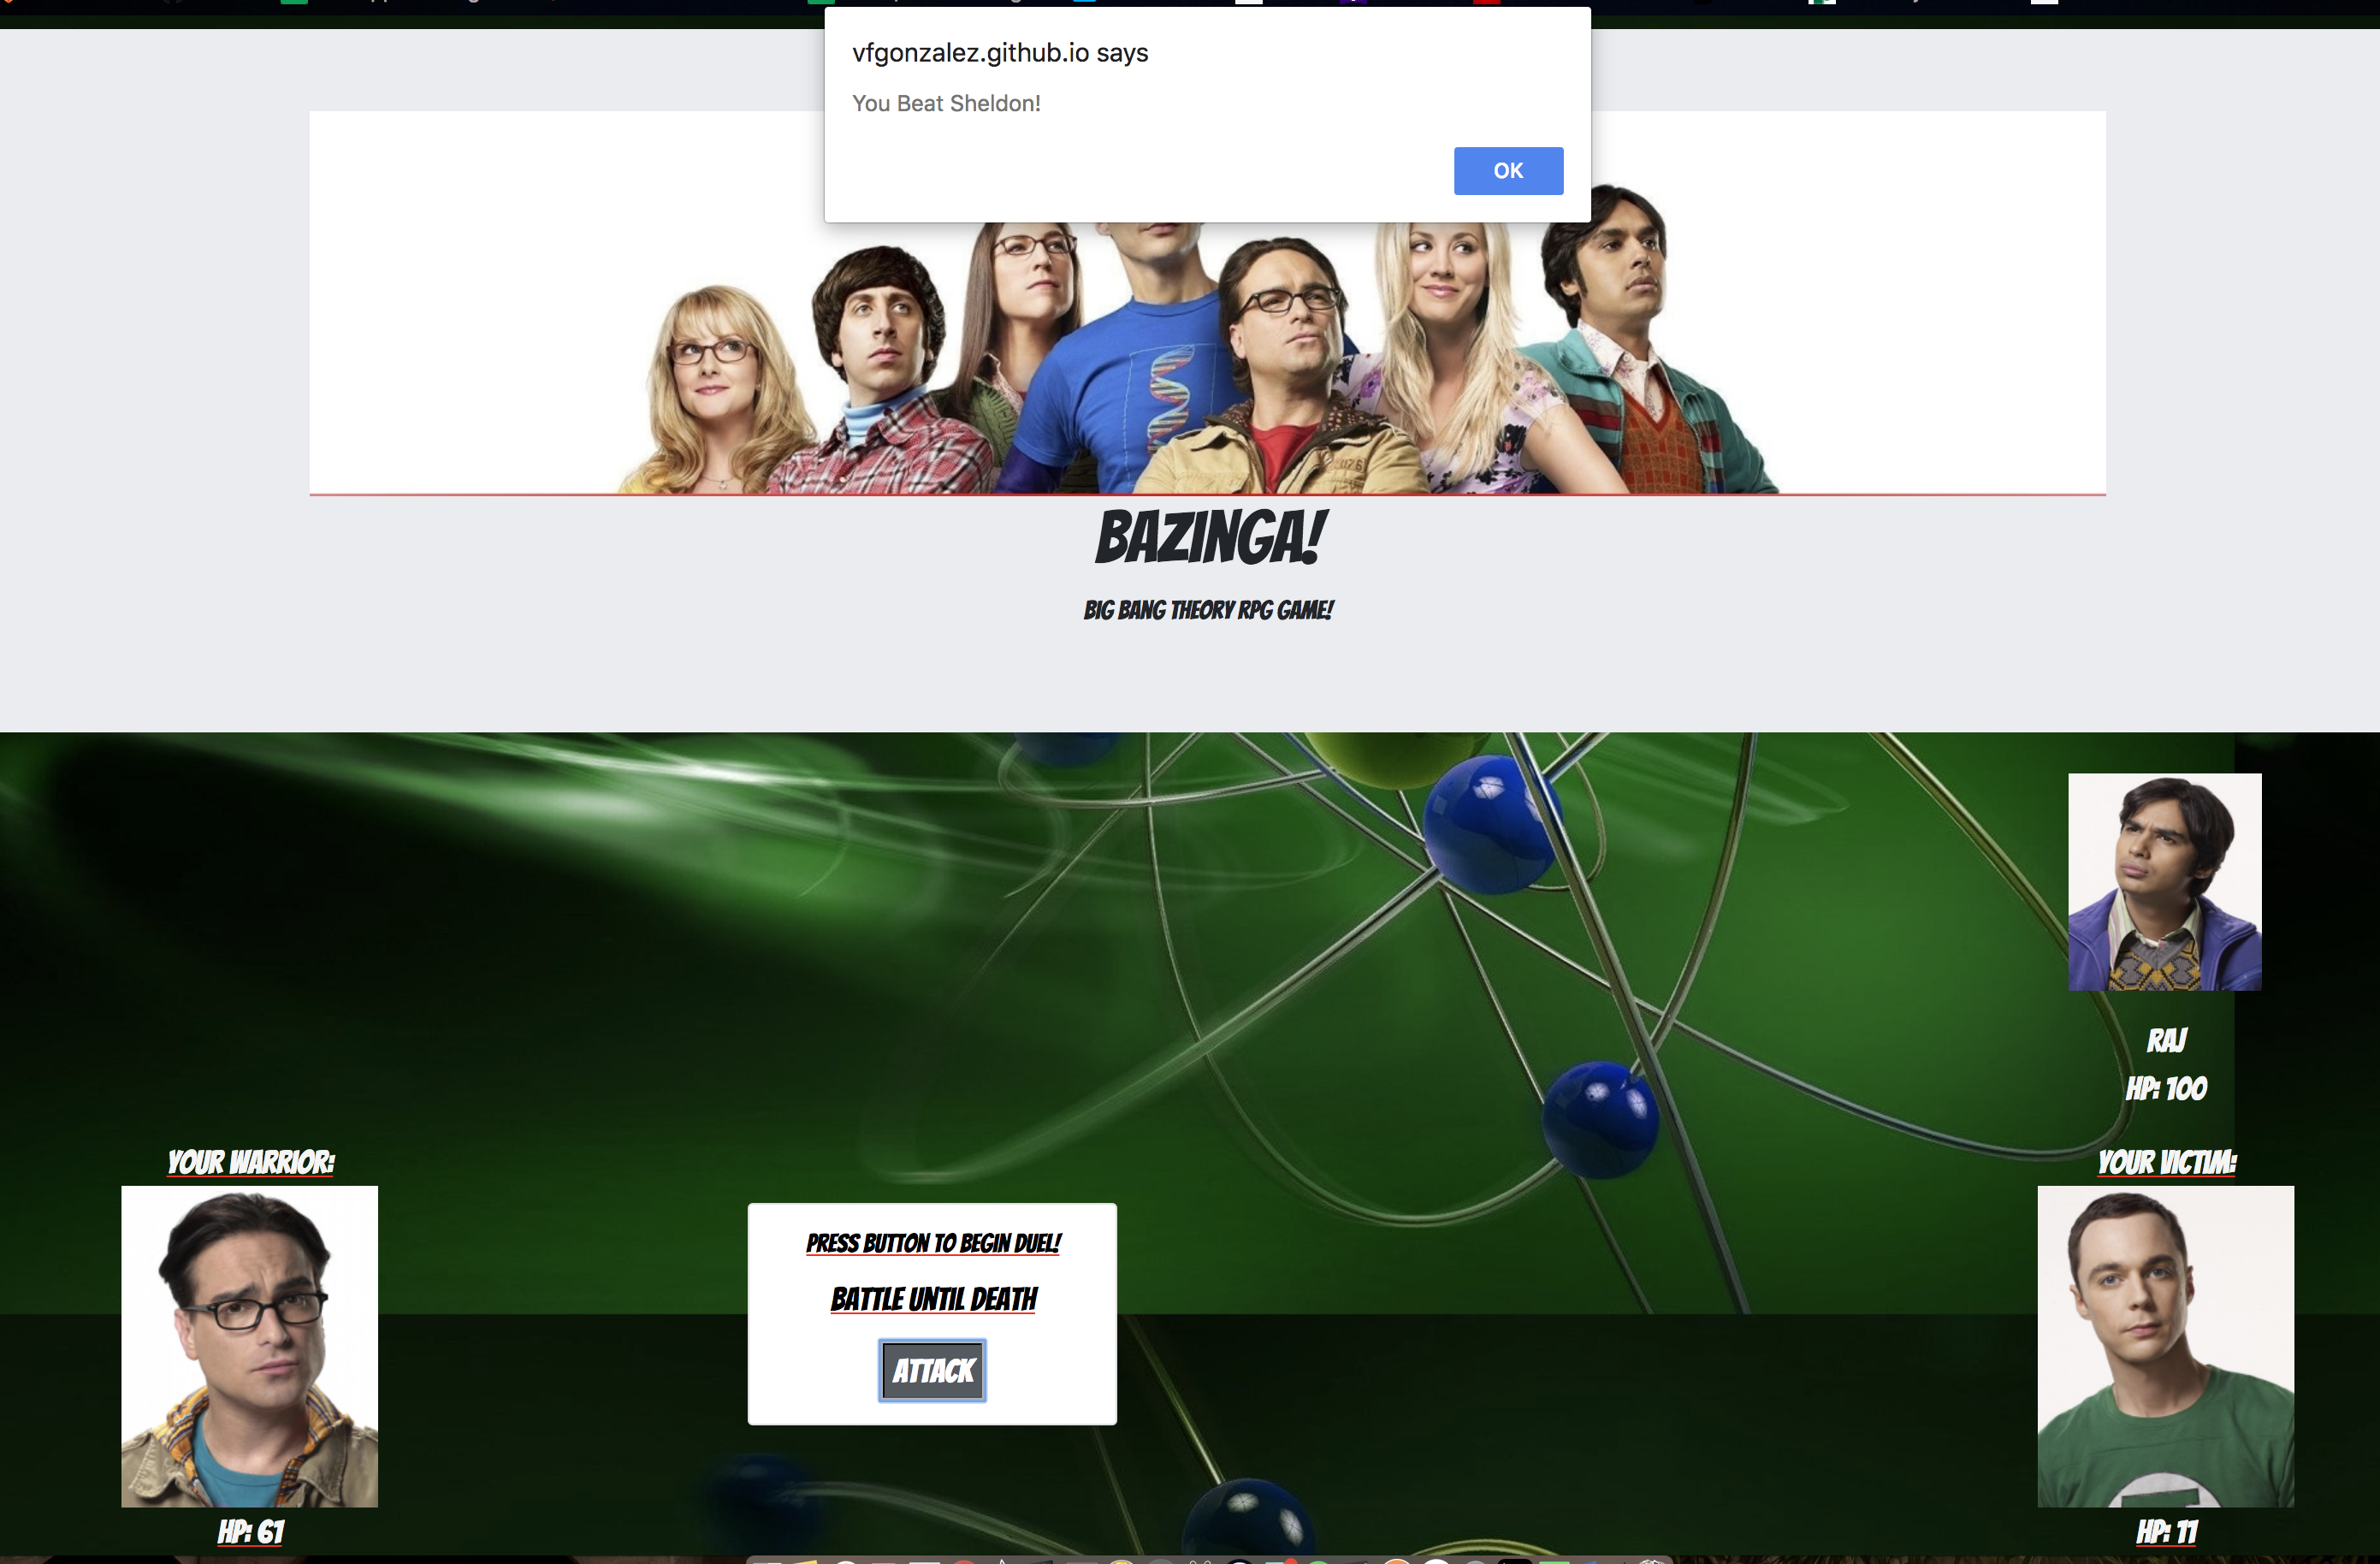 vfgonzalez.github.io says
You Beat Sheldon!
OK
BAZINGA!
BIG BANG THEORY RPG GAME!
RAJ
HP: 100
YOUR WARRIOR:
YOUR VICTIM:
PRESS BUTTON TO BEGIN DUEL!
BATTLE UNTIL DEATH
ATTACK
HP: 61
HP: 11